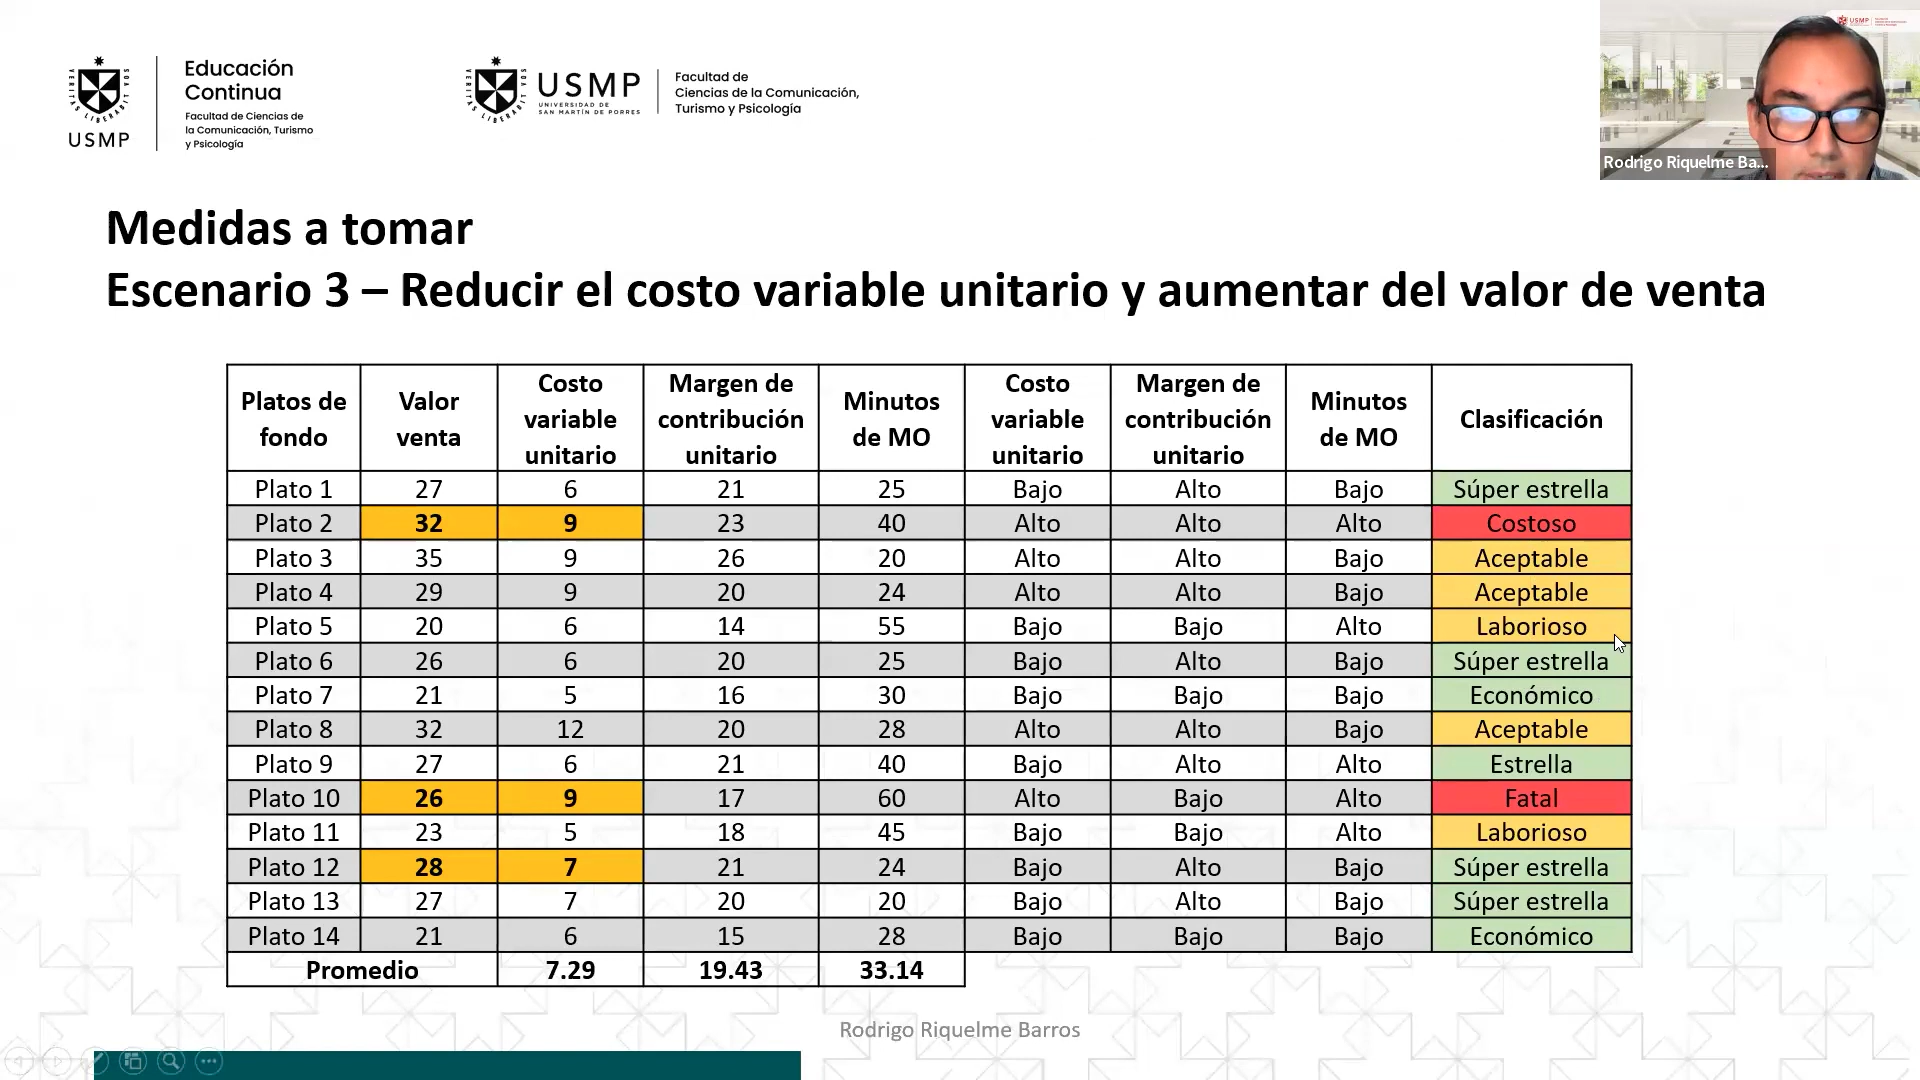 Educación
Continua
Facultad de Ciencias de
la Comunicación, Turismo
y Psicología
USMP
VERITAS LIBERABIT VOS
USMP
UNIVERSIDAD DE
SAN MARTÍN DE PORRES
Facultad de
Ciencias de la Comunicación,
Turismo y Psicología
VERITAS LIBERABIT VOS
USMP
Rodrigo Riquelme Ba...
Medidas a tomar
Escenario 3 – Reducir el costo variable unitario y aumentar del valor de venta
Platos de fondo | Valor venta | Costo variable unitario | Margen de contribución unitario | Minutos de MO | Costo variable unitario | Margen de contribución unitario | Minutos de MO | Clasificación
Plato 1 27 6 21 25 Bajo Alto Bajo Súper estrella
Plato 2 32 9 23 40 Alto Alto Alto Costoso
Plato 3 35 9 26 20 Alto Alto Bajo Aceptable
Plato 4 29 9 20 24 Alto Alto Bajo Aceptable
Plato 5 20 6 14 55 Bajo Bajo Alto Laborioso
Plato 6 26 6 20 25 Bajo Alto Bajo Súper estrella
Plato 7 21 5 16 30 Bajo Bajo Bajo Económico
Plato 8 32 12 20 28 Alto Alto Bajo Aceptable
Plato 9 27 6 21 40 Bajo Alto Alto Estrella
Plato 10 26 9 17 60 Alto Bajo Alto Fatal
Plato 11 23 5 18 45 Bajo Bajo Alto Laborioso
Plato 12 28 7 21 24 Bajo Alto Bajo Súper estrella
Plato 13 27 7 20 20 Bajo Alto Bajo Súper estrella
Plato 14 21 6 15 28 Bajo Bajo Bajo Económico
Promedio 7.29 19.43 33.14
Rodrigo Riquelme Barros